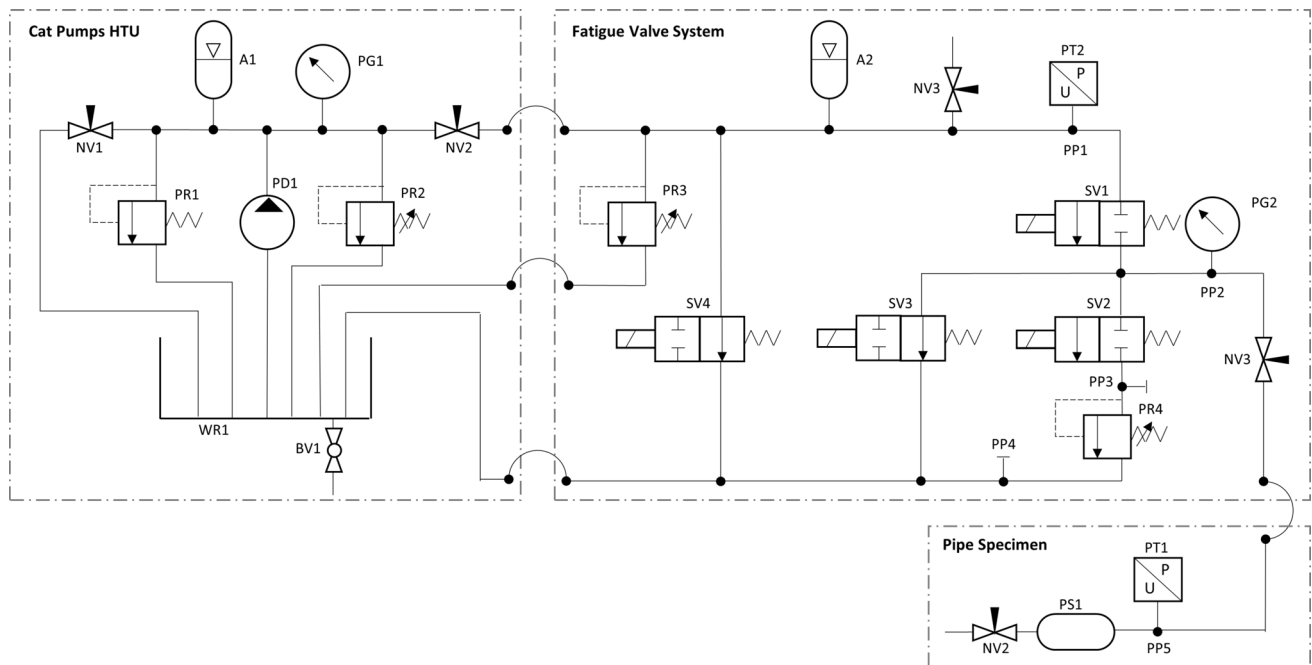 Cat Pumps HTU
Fatigue Valve System
A1
PG1
A2
PT2
P
U
NV3
NV1
NV2
PP1
PR1
PD1
PR2
PR3
SV1
PG2
PP2
SV4
SV3
SV2
NV3
PP3
PR4
WR1
BV1
PP4
Pipe Specimen
PT1
P
U
PS1
NV2
PP5